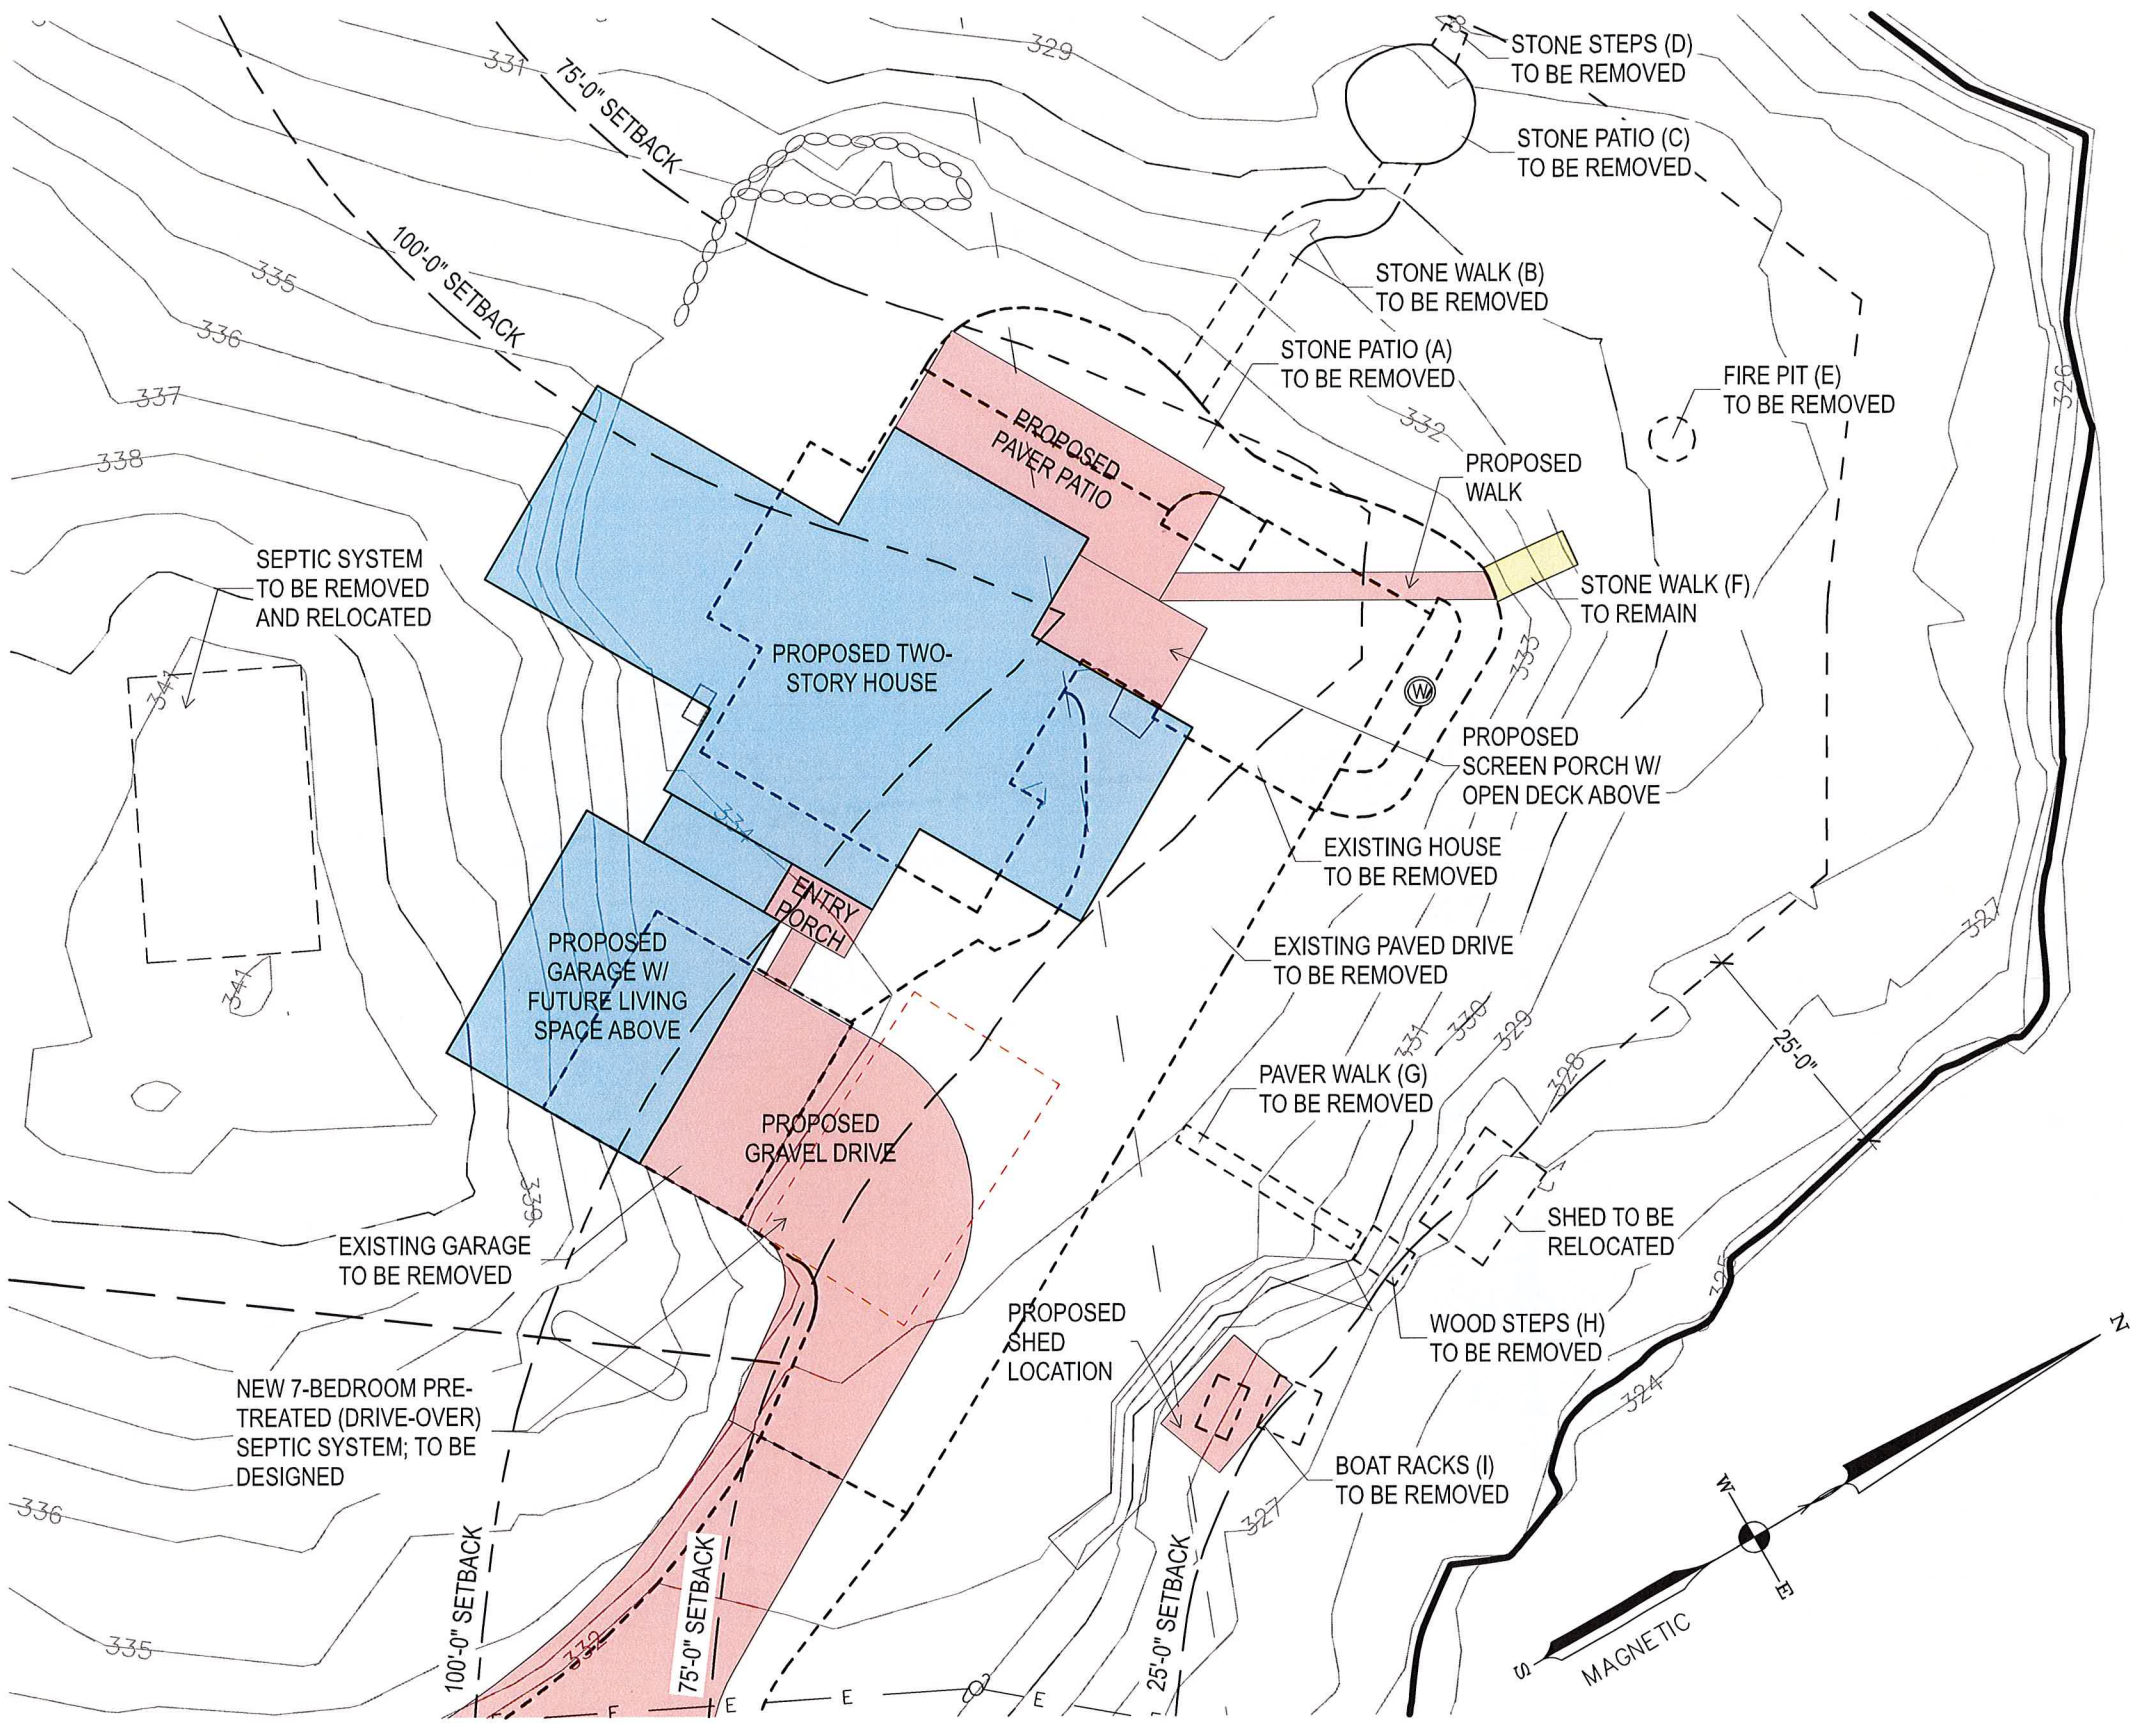 329
331
75'-0" SETBACK
STONE STEPS (D)
TO BE REMOVED
STONE PATIO (C)
TO BE REMOVED
100'-0" SETBACK
335
336
337
338
STONE WALK (B)
TO BE REMOVED
STONE PATIO (A)
TO BE REMOVED
332
326
FIRE PIT (E)
TO BE REMOVED
PROPOSED
PAVER PATIO
PROPOSED
WALK
SEPTIC SYSTEM
TO BE REMOVED
AND RELOCATED
STONE WALK (F)
TO REMAIN
333
341
PROPOSED TWO-
STORY HOUSE
W
PROPOSED
SCREEN PORCH W/
OPEN DECK ABOVE
334
EXISTING HOUSE
TO BE REMOVED
ENTRY
PORCH
327
PROPOSED
GARAGE W/
FUTURE LIVING
SPACE ABOVE
EXISTING PAVED DRIVE
TO BE REMOVED
341
331
330
329
328
25'-0"
PAVER WALK (G)
TO BE REMOVED
PROPOSED
GRAVEL DRIVE
339
SHED TO BE
RELOCATED
EXISTING GARAGE
TO BE REMOVED
325
PROPOSED
SHED
LOCATION
WOOD STEPS (H)
TO BE REMOVED
NEW 7-BEDROOM PRE-
TREATED (DRIVE-OVER)
SEPTIC SYSTEM; TO BE
DESIGNED
324
BOAT RACKS (I)
TO BE REMOVED
336
327
100'-0" SETBACK
75'-0" SETBACK
25'-0" SETBACK
335
332
N
W
E
S
MAGNETIC
E
E
E